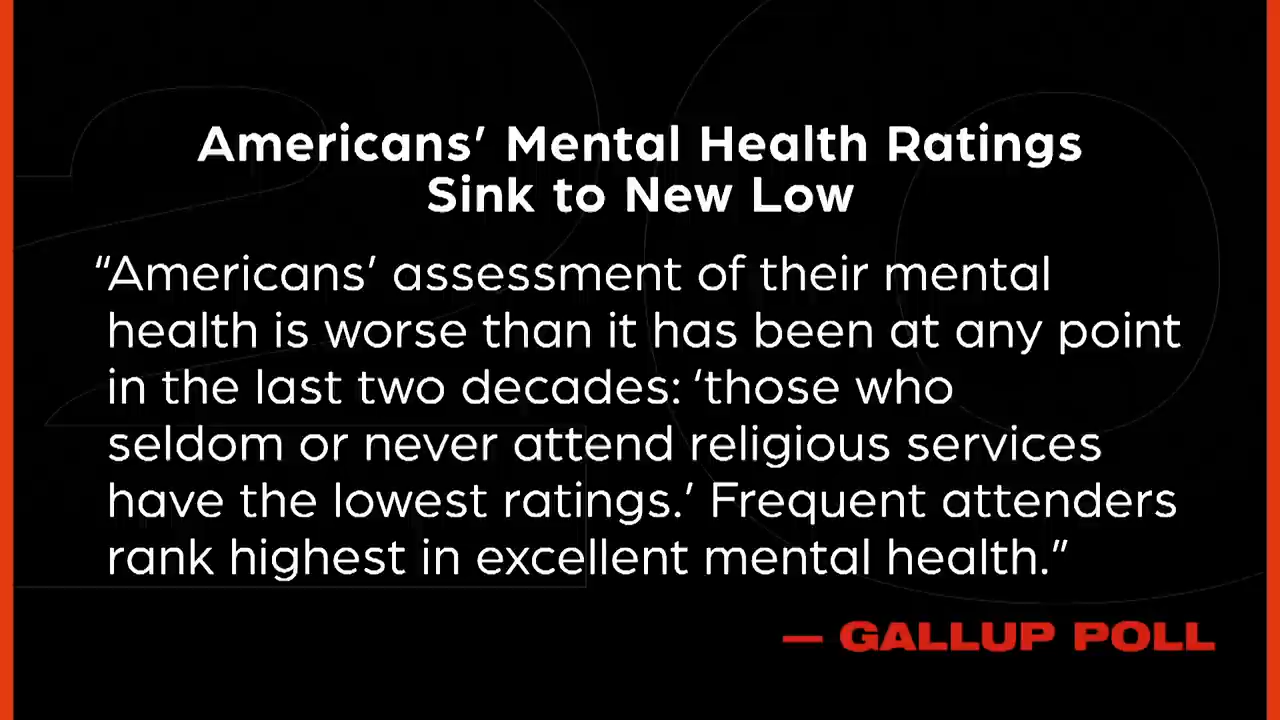 Americans’ Mental Health Ratings
Sink to New Low
“Americans’ assessment of their mental
health is worse than it has been at any point
in the last two decades: ‘those who
seldom or never attend religious services
have the lowest ratings.’ Frequent attenders
rank highest in excellent mental health.”
— GALLUP POLL